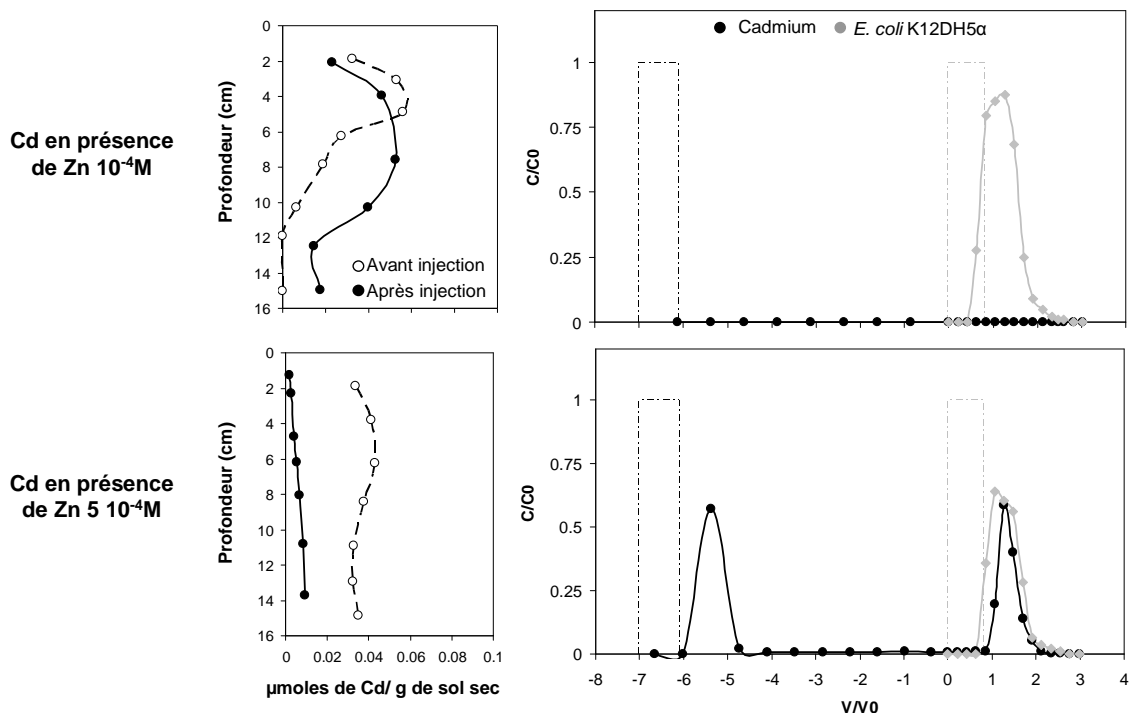 Cd en présence
de Zn 10⁻⁴M
Profondeur (cm)
0
2
4
6
8
10
12
14
16
Avant injection
Après injection
Cadmium E. coli K12DH5α
C/C0
1
0.75
0.5
0.25
0
Cd en présence
de Zn 5 10⁻⁴M
Profondeur (cm)
0
2
4
6
8
10
12
14
16
0 0.02 0.04 0.06 0.08 0.1
µmoles de Cd/ g de sol sec
C/C0
1
0.75
0.5
0.25
0
-8 -7 -6 -5 -4 -3 -2 -1 0 1 2 3 4
V/V0